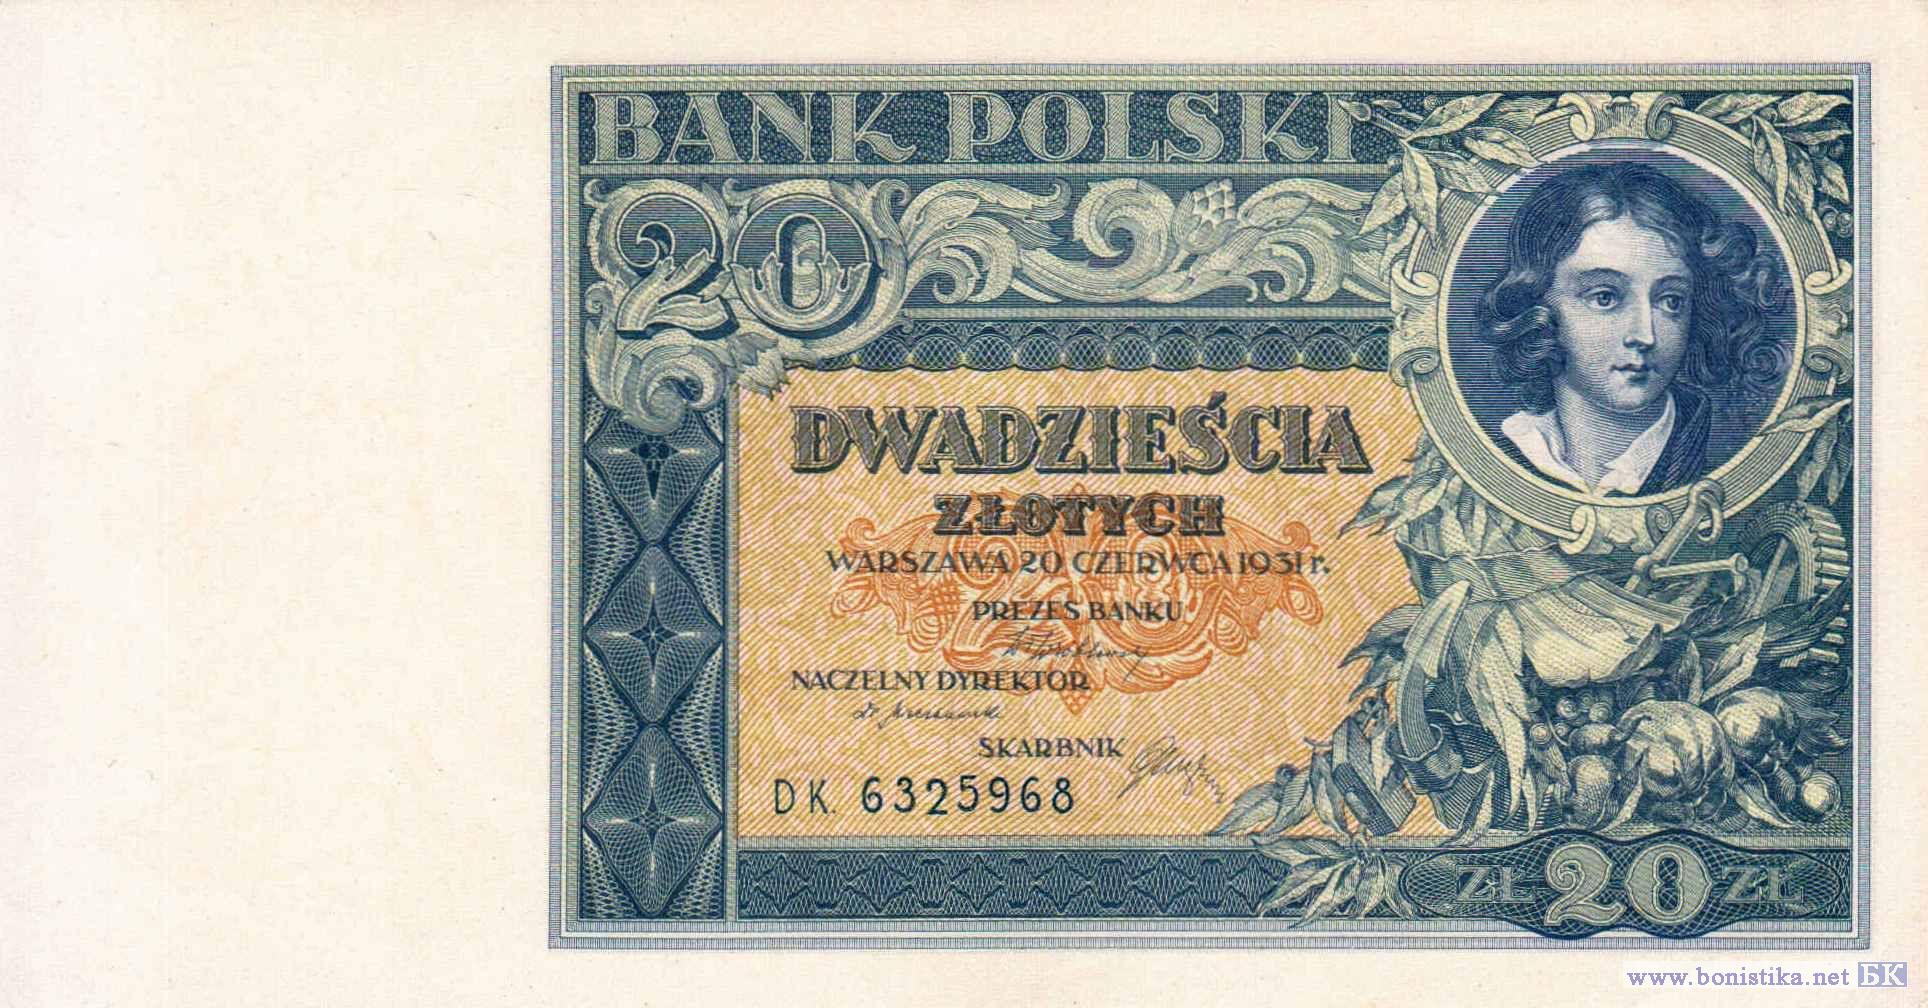 BANK POLSKI
20
DWADZIEŚCIA
ZŁOTYCH
WARSZAWA 20 CZERWCA 1931 r.
PREZES BANKU
NACZELNY DYREKTOR
SKARBNIK
DK. 6325968
ZŁ 20 ZŁ
www.bonistika.net БК